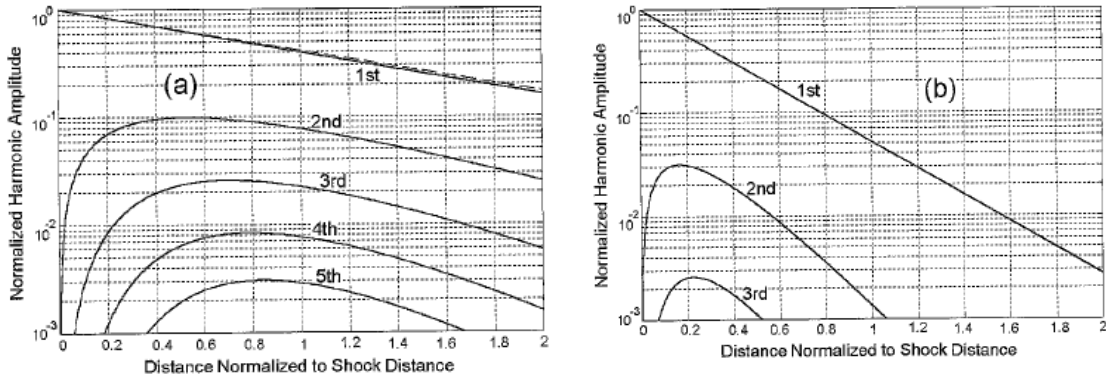 Normalized Harmonic Amplitude
10^0
10^-1
10^-2
10^-3
(a)
1st
2nd
3rd
4th
5th
0 0.2 0.4 0.6 0.8 1 1.2 1.4 1.6 1.8 2
Distance Normalized to Shock Distance
Normalized Harmonic Amplitude
10^0
10^-1
10^-2
10^-3
(b)
1st
2nd
3rd
0 0.2 0.4 0.6 0.8 1 1.2 1.4 1.6 1.8 2
Distance Normalized to Shock Distance